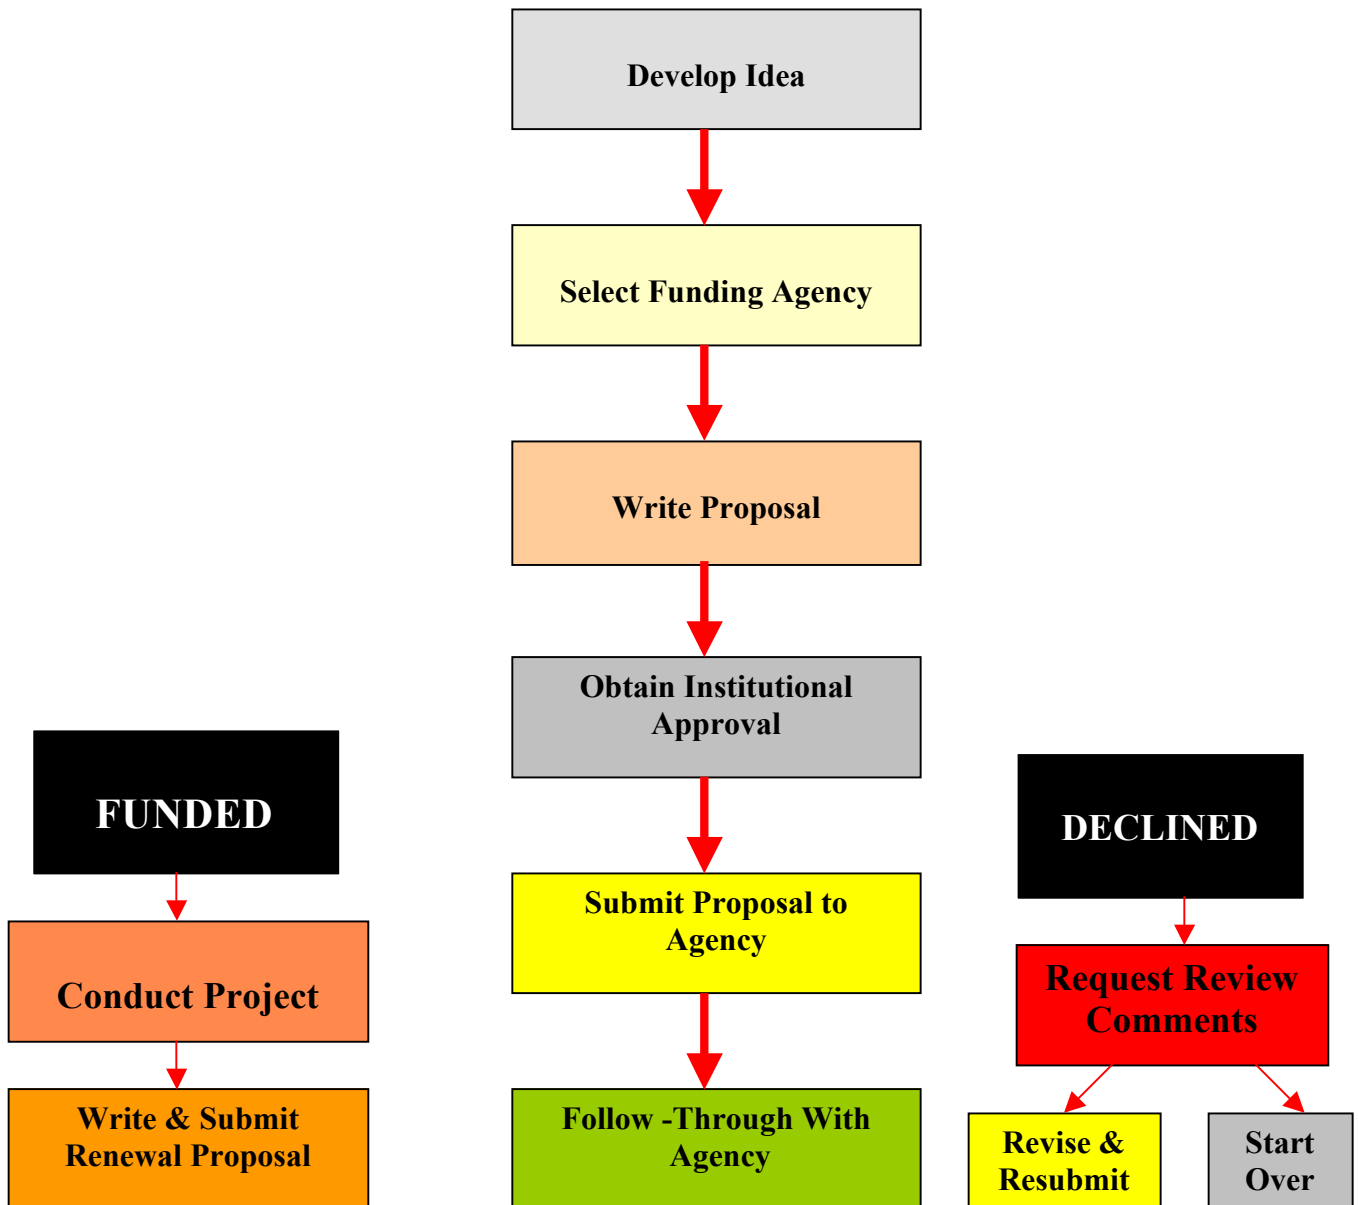 Develop Idea
Select Funding Agency
Write Proposal
Obtain Institutional
Approval
FUNDED
DECLINED
Submit Proposal to
Agency
Conduct Project
Request Review
Comments
Write & Submit
Renewal Proposal
Follow -Through With
Agency
Revise &
Resubmit
Start
Over